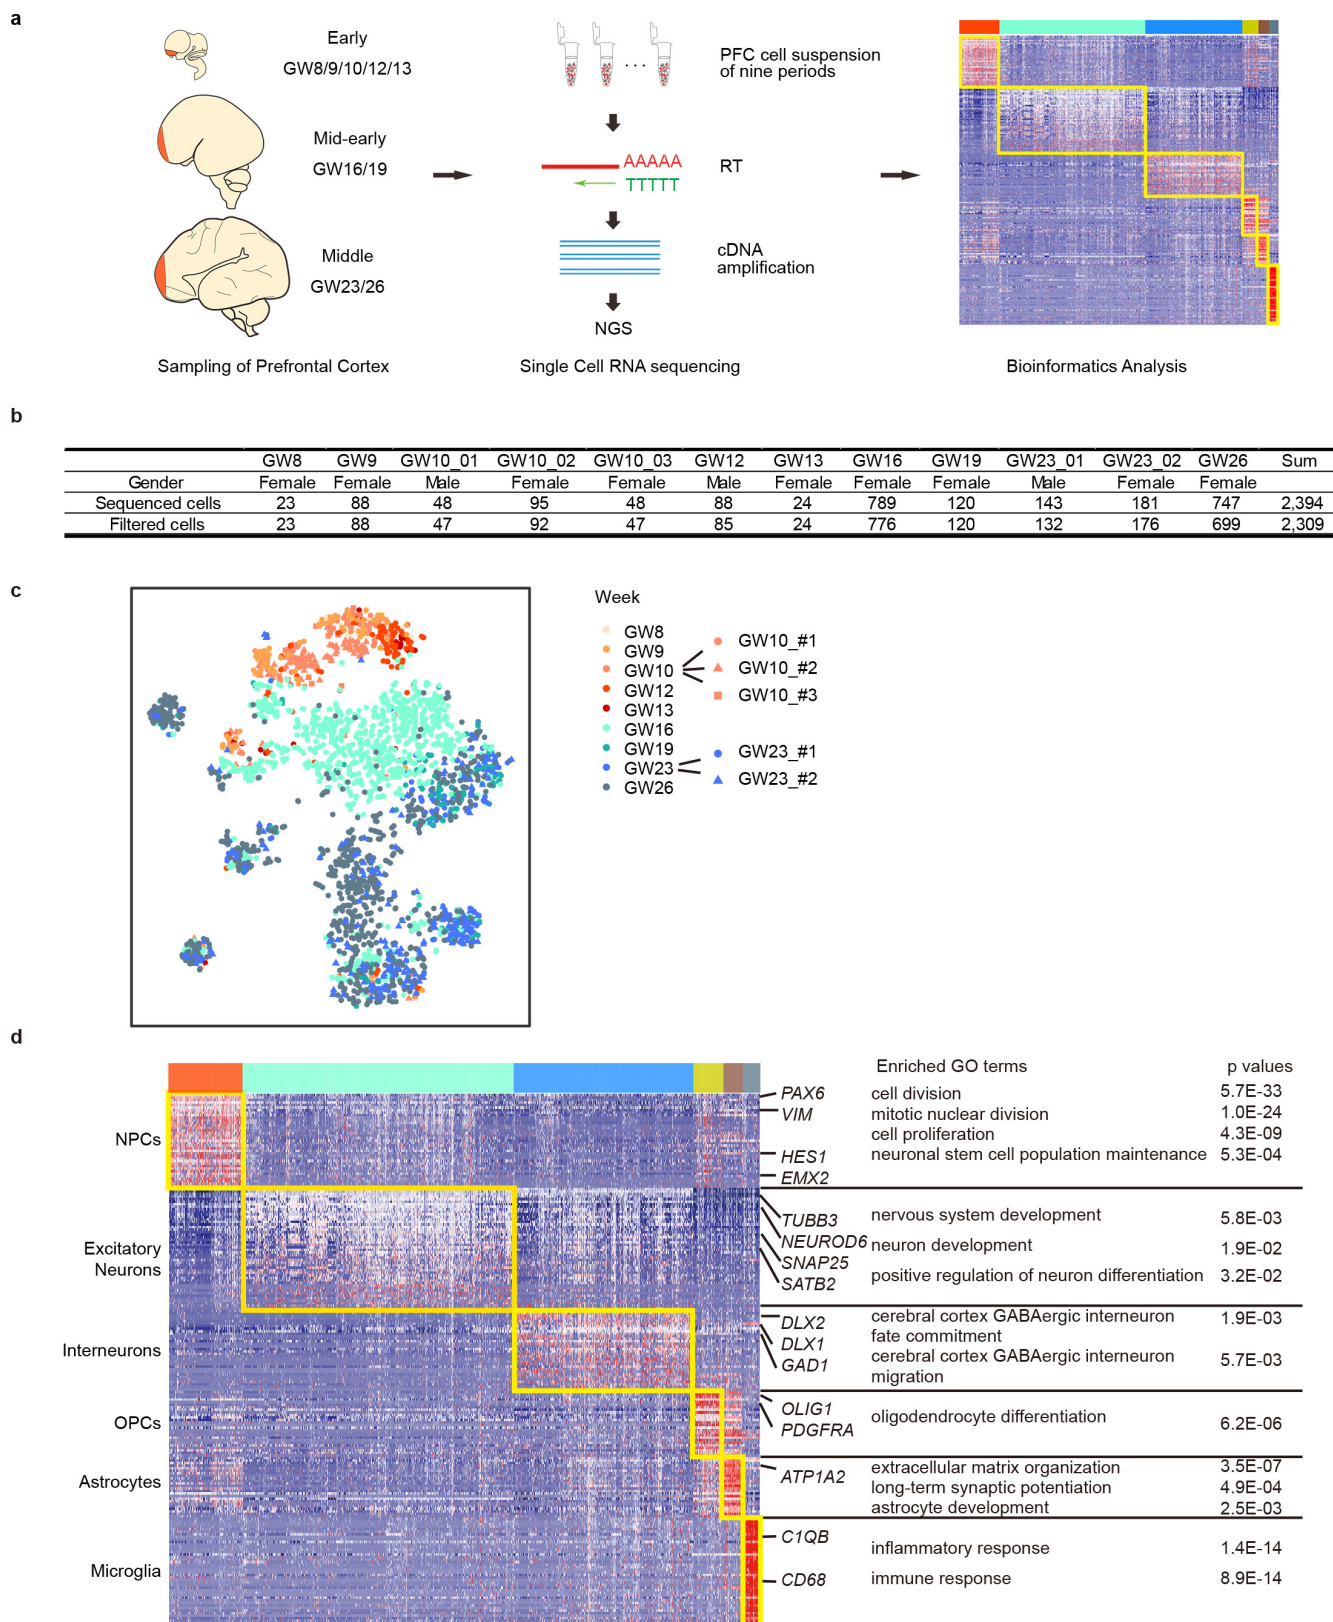 a
Early
GW8/9/10/12/13
Mid-early
GW16/19
Middle
GW23/26
Sampling of Prefrontal Cortex
PFC cell suspension
of nine periods
AAAAA
TTTTT
RT
cDNA
amplification
NGS
Single Cell RNA sequencing
Bioinformatics Analysis
b
GW8 GW9 GW10_01 GW10_02 GW10_03 GW12 GW13 GW16 GW19 GW23_01 GW23_02 GW26 Sum
Gender Female Female Male Female Female Male Female Female Female Male Female Female
Sequenced cells 23 88 48 95 48 88 24 789 120 143 181 747 2,394
Filtered cells 23 88 47 92 47 85 24 776 120 132 176 699 2,309
c
Week
GW8
GW9
GW10
GW12
GW13
GW16
GW19
GW23
GW26
GW10_#1
GW10_#2
GW10_#3
GW23_#1
GW23_#2
d
Enriched GO terms p values
NPCs
PAX6
VIM
HES1
EMX2
cell division 5.7E-33
mitotic nuclear division 1.0E-24
cell proliferation 4.3E-09
neuronal stem cell population maintenance 5.3E-04
Excitatory
Neurons
TUBB3
NEUROD6
SNAP25
SATB2
nervous system development 5.8E-03
neuron development 1.9E-02
positive regulation of neuron differentiation 3.2E-02
Interneurons
DLX2
DLX1
GAD1
cerebral cortex GABAergic interneuron 1.9E-03
fate commitment
cerebral cortex GABAergic interneuron 5.7E-03
migration
OPCs
OLIG1
PDGFRA
oligodendrocyte differentiation 6.2E-06
Astrocytes
ATP1A2
extracellular matrix organization 3.5E-07
long-term synaptic potentiation 4.9E-04
astrocyte development 2.5E-03
Microglia
C1QB
CD68
inflammatory response 1.4E-14
immune response 8.9E-14